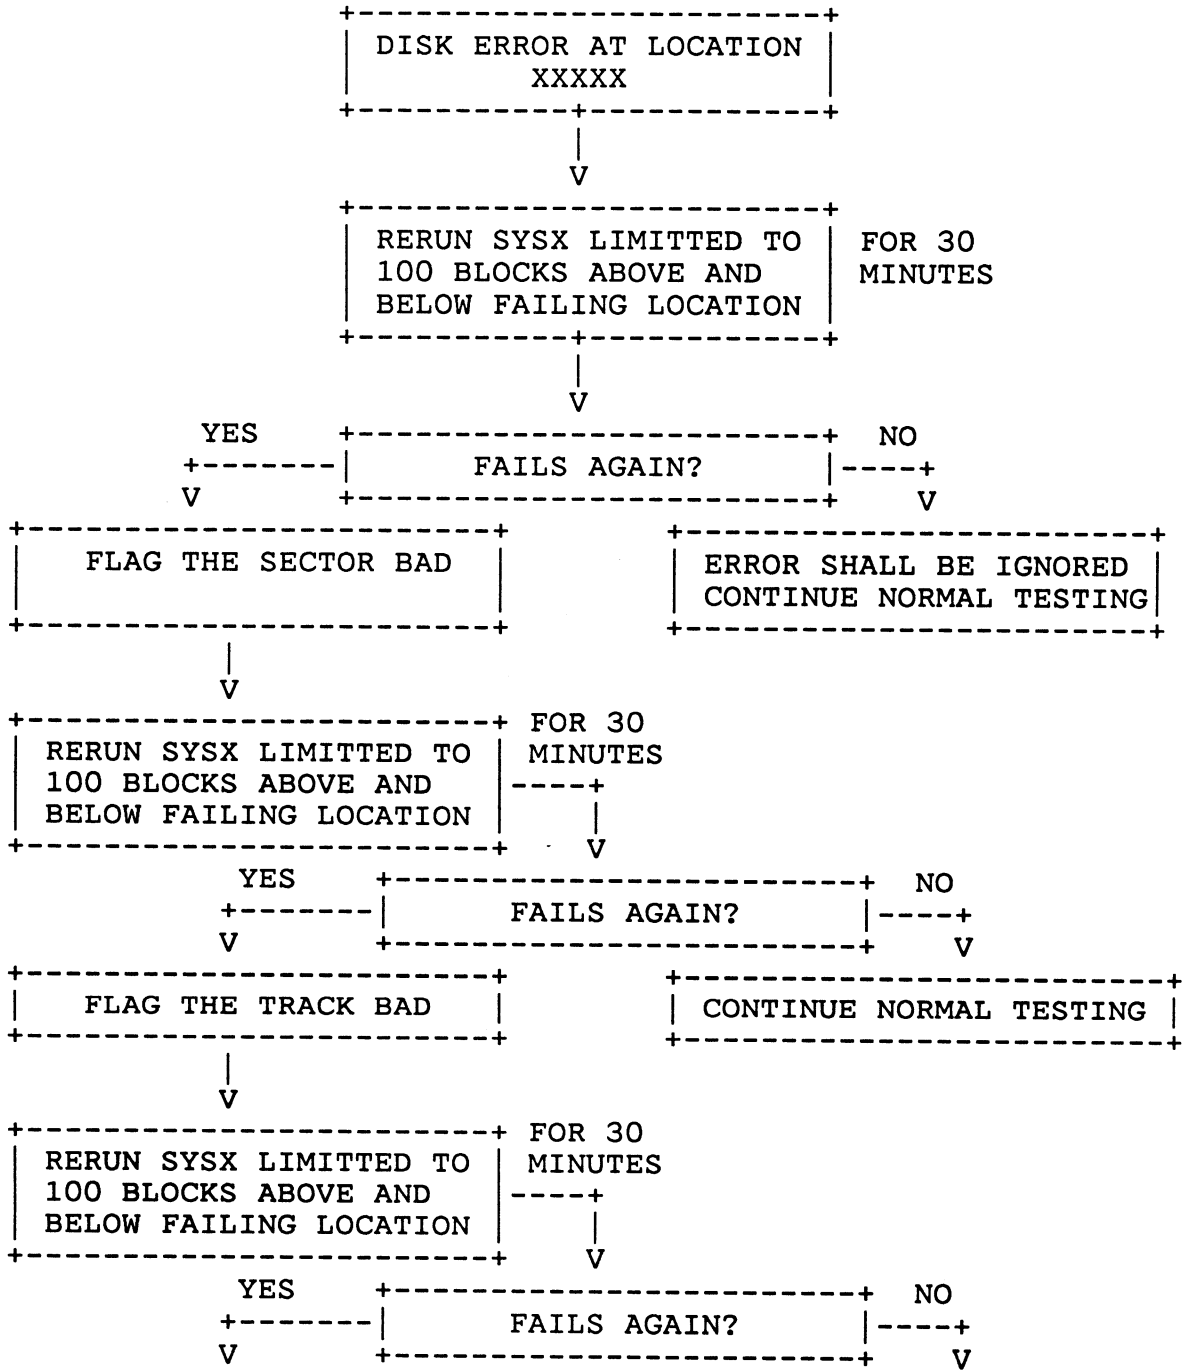 DISK ERROR AT LOCATION
XXXXX
V
RERUN SYSX LIMITTED TO
100 BLOCKS ABOVE AND
BELOW FAILING LOCATION
FOR 30
MINUTES
V
YES
NO
FAILS AGAIN?
V
V
FLAG THE SECTOR BAD
ERROR SHALL BE IGNORED
CONTINUE NORMAL TESTING
V
RERUN SYSX LIMITTED TO
100 BLOCKS ABOVE AND
BELOW FAILING LOCATION
FOR 30
MINUTES
V
YES
NO
FAILS AGAIN?
V
V
FLAG THE TRACK BAD
CONTINUE NORMAL TESTING
V
RERUN SYSX LIMITTED TO
100 BLOCKS ABOVE AND
BELOW FAILING LOCATION
FOR 30
MINUTES
V
YES
NO
FAILS AGAIN?
V
V